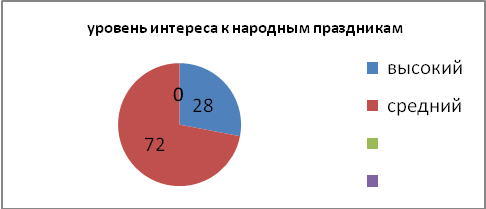 уровень интереса к народным праздникам
0
28
72
высокий
средний